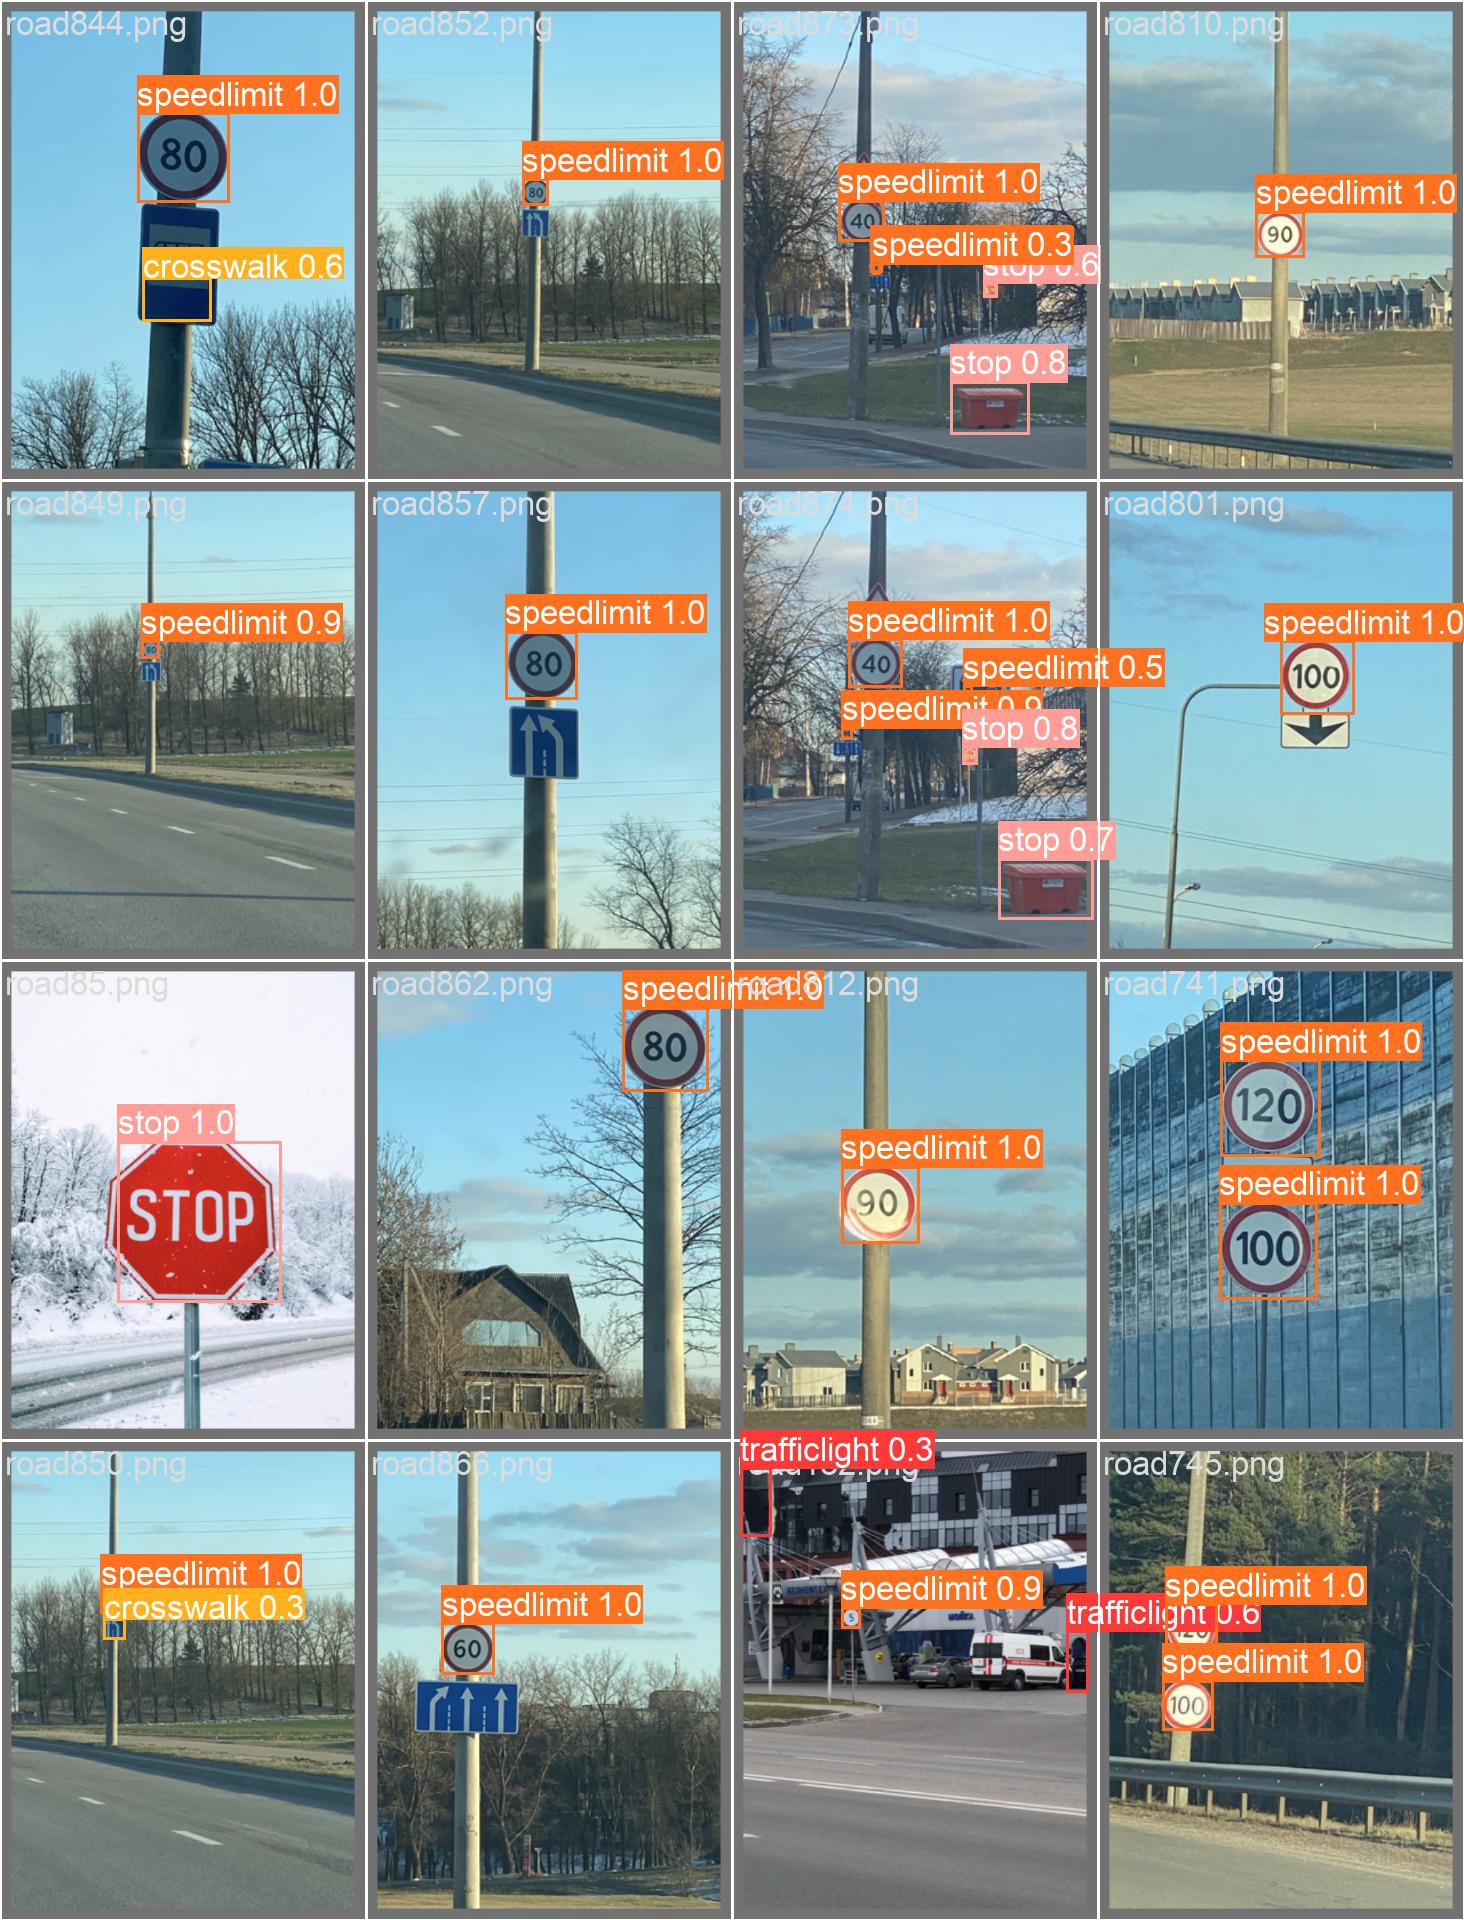 road844.png
speedlimit 1.0
80
crosswalk 0.6
road852.png
speedlimit 1.0
80
road873.png
speedlimit 1.0
40
speedlimit 0.3
stop 0.6
stop 0.8
road810.png
speedlimit 1.0
90
road849.png
speedlimit 0.9
80
road857.png
speedlimit 1.0
80
road874.png
speedlimit 1.0
40
speedlimit 0.5
speedlimit 0.9
stop 0.8
stop 0.7
road801.png
speedlimit 1.0
100
road85.png
stop 1.0
STOP
road862.png
speedlimit 1.0
80
road812.png
speedlimit 1.0
90
road741.png
speedlimit 1.0
120
speedlimit 1.0
100
road850.png
speedlimit 1.0
crosswalk 0.3
road866.png
speedlimit 1.0
60
trafficlight 0.3
speedlimit 0.9
5
trafficlight 0.6
road745.png
speedlimit 1.0
120
speedlimit 1.0
100